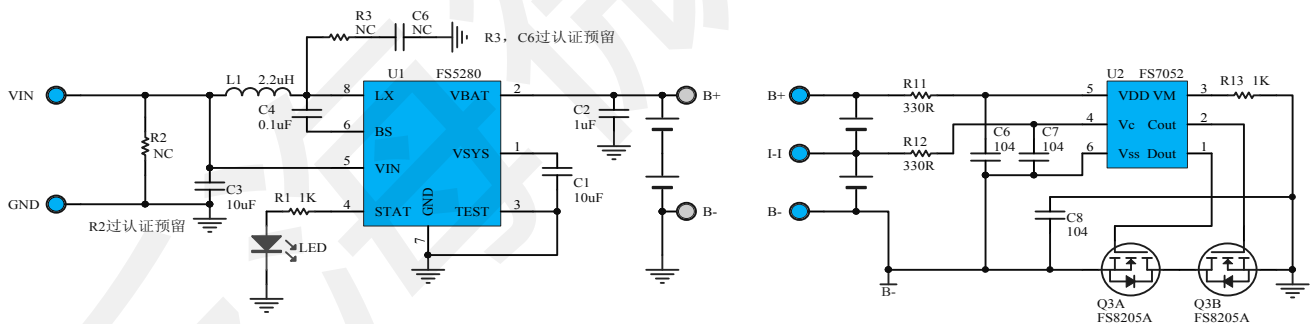 R3
NC
C6
NC
R3，C6过认证预留
L1
2.2uH
U1
FS5280
VIN
8
LX
VBAT
2
B+
C4
0.1uF
C2
1uF
6
BS
R2
NC
VSYS
1
5
VIN
C3
10uF
C1
10uF
GND
R1 1K
4
STAT
GND
TEST
3
B-
R2过认证预留
7
LED
U2
FS7052
R13 1K
B+
R11
330R
5
VDD
VM
3
4
Vc
Cout
2
R12
330R
C6
104
C7
104
I-I
6
Vss
Dout
1
B-
C8
104
B-
Q3A
FS8205A
Q3B
FS8205A